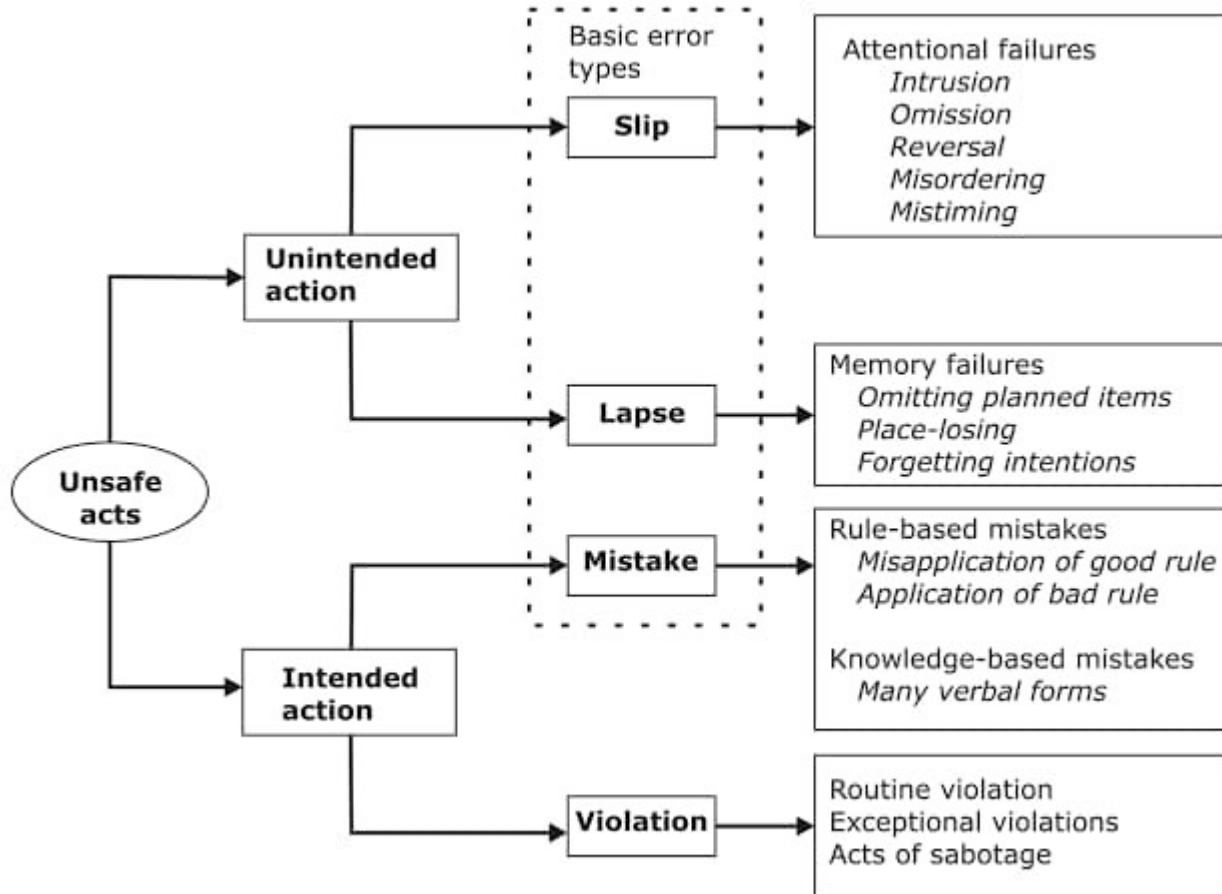 Basic error
types
Slip
Attentional failures
Intrusion
Omission
Reversal
Misordering
Mistiming
Unintended
action
Lapse
Memory failures
Omitting planned items
Place-losing
Forgetting intentions
Unsafe
acts
Mistake
Rule-based mistakes
Misapplication of good rule
Application of bad rule
Knowledge-based mistakes
Many verbal forms
Intended
action
Violation
Routine violation
Exceptional violations
Acts of sabotage